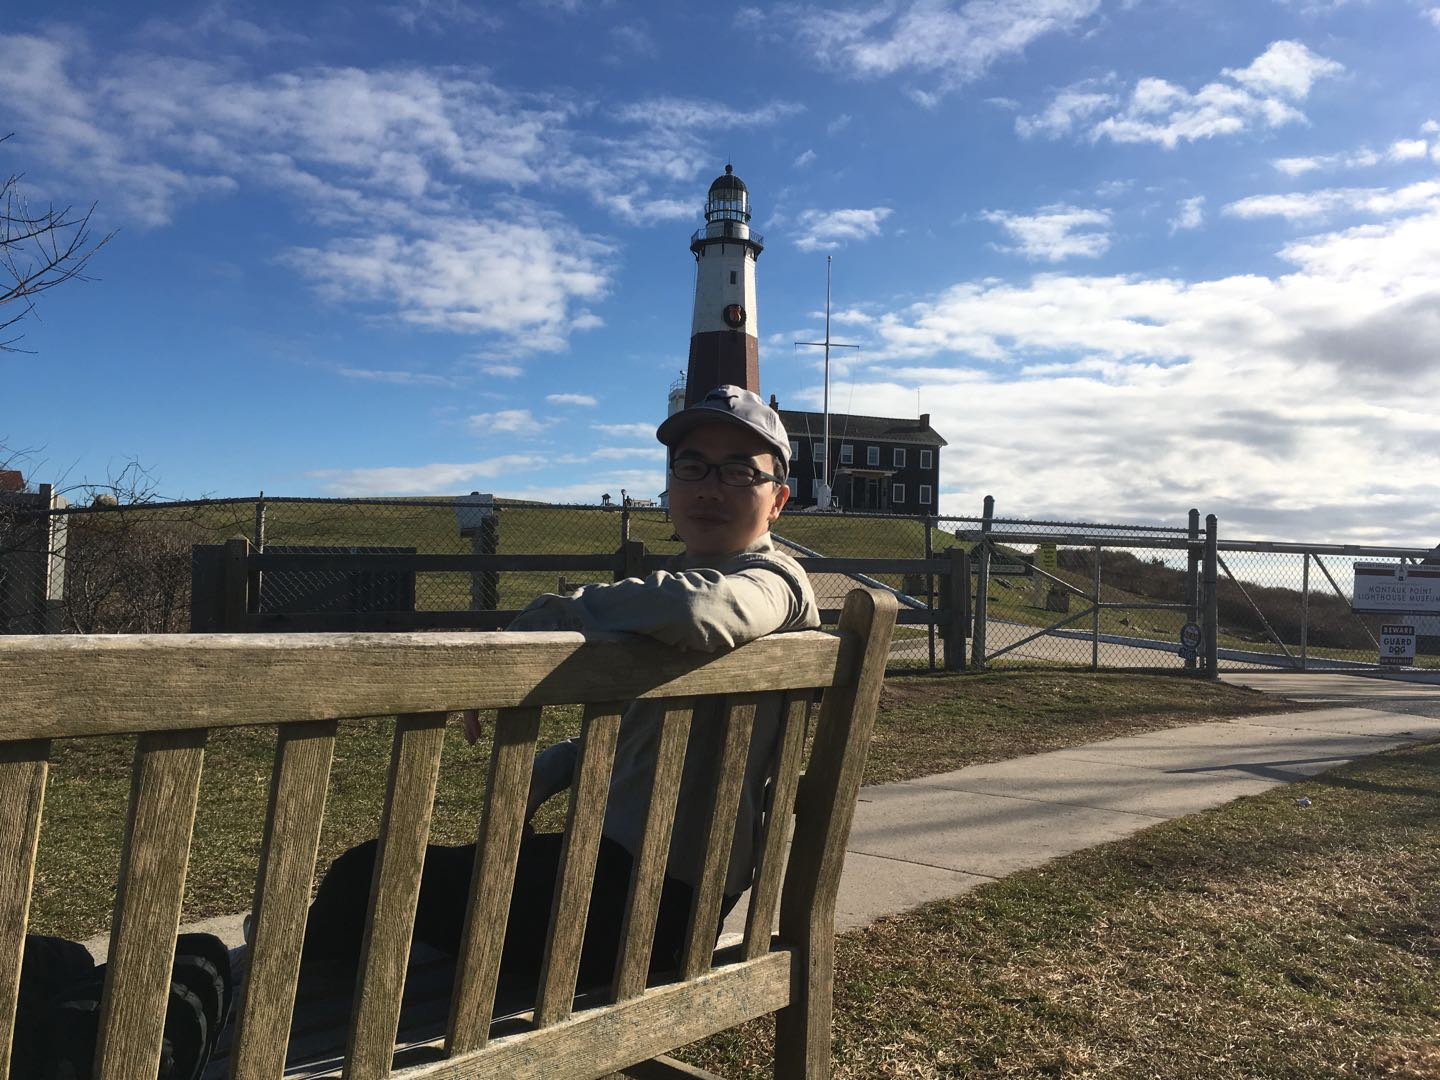 MONTAUK POINT
LIGHTHOUSE MUSEUM
BEWARE
GUARD
DOG